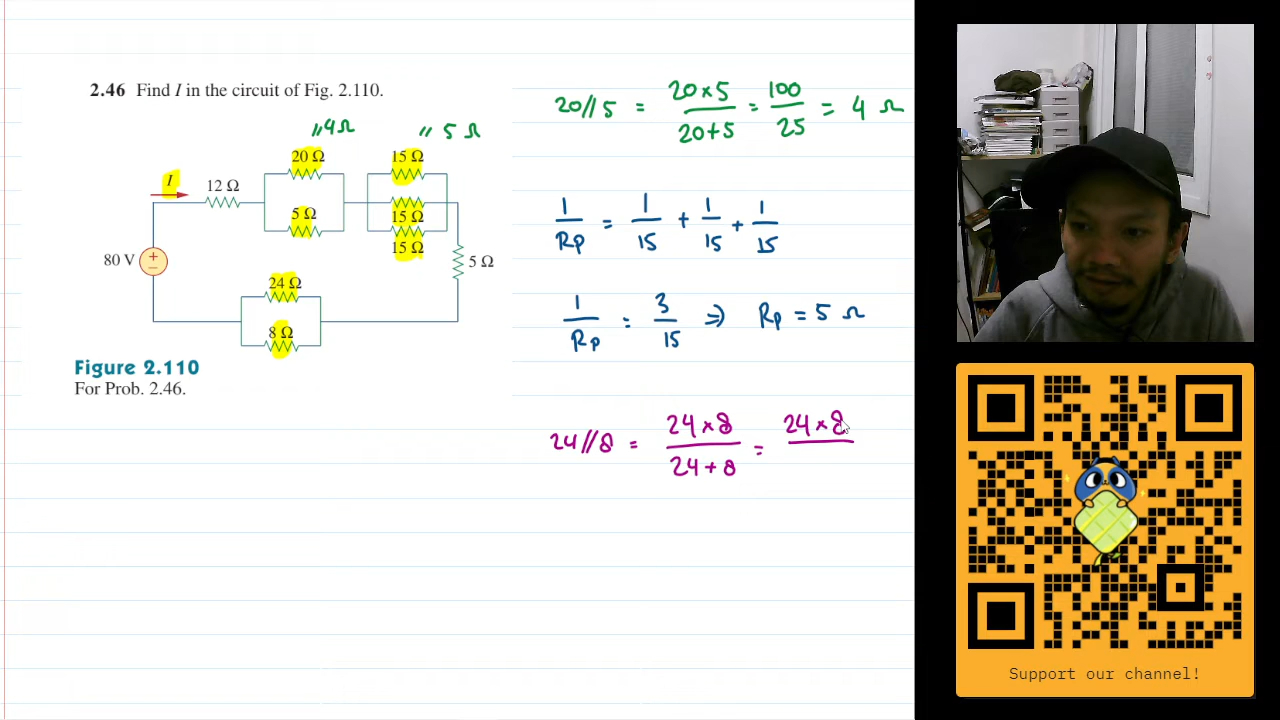 2.46 Find I in the circuit of Fig. 2.110.
//4Ω
// 5 Ω
20 Ω
15 Ω
I
12 Ω
5 Ω
15 Ω
15 Ω
80 V
+
−
5 Ω
24 Ω
8 Ω
Figure 2.110
For Prob. 2.46.
20//5 = 20×5 / 20+5 = 100 / 25 = 4 Ω
1/Rp = 1/15 + 1/15 + 1/15
1/Rp = 3/15 ⇒ Rp = 5 Ω
24//8 = 24×8 / 24+8 = 24×8
Support our channel!